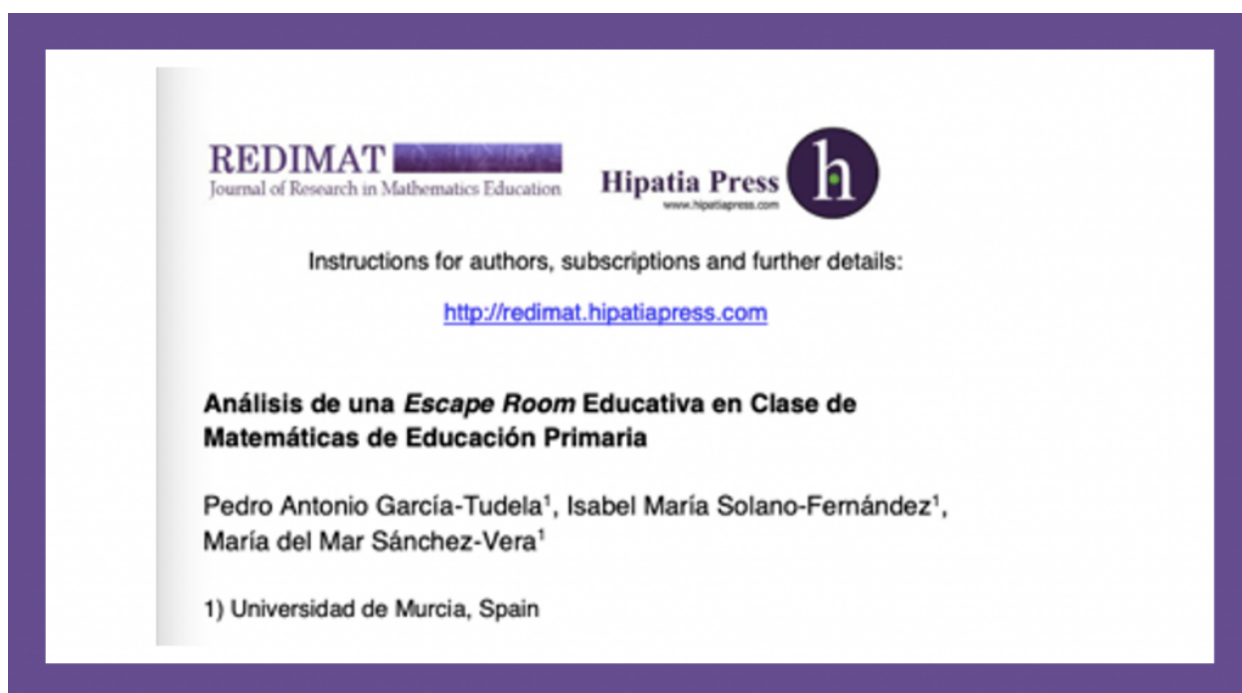 REDIMAT
Journal of Research in Mathematics Education
Hipatia Press
www.hipatiapress.com
h
Instructions for authors, subscriptions and further details:
http://redimat.hipatiapress.com
Análisis de una Escape Room Educativa en Clase de
Matemáticas de Educación Primaria
Pedro Antonio García-Tudela¹, Isabel María Solano-Fernández¹,
María del Mar Sánchez-Vera¹
1) Universidad de Murcia, Spain